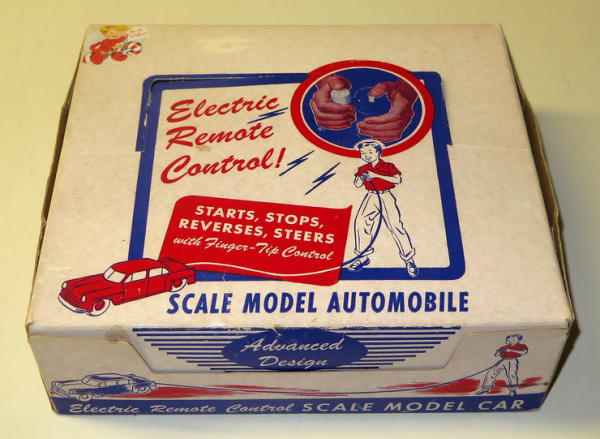 Electric
Remote
Control!
STARTS, STOPS,
REVERSES, STEERS
with Finger-Tip Control
SCALE MODEL AUTOMOBILE
Advanced
Design
Electric Remote Control SCALE MODEL CAR